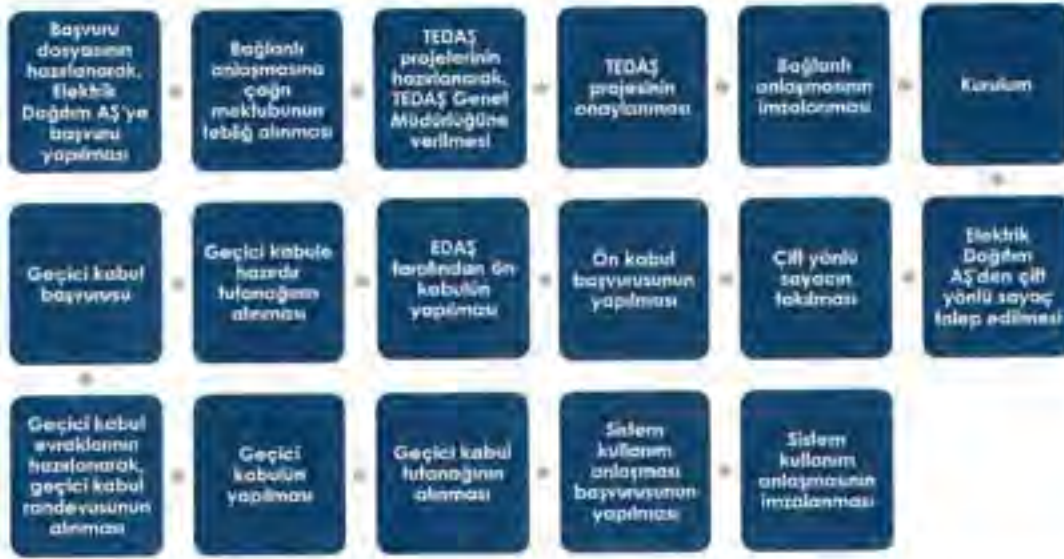 Başvuru
dosyasının
hazırlanarak,
Elektrik
Dağıtım AŞ'ye
başvuru
yapılması
Bağlantı
anlaşmasına
çağrı
mektubunun
tebliğ alınması
TEDAŞ
projelerinin
hazırlanarak,
TEDAŞ Genel
Müdürlüğüne
verilmesi
TEDAŞ
projesinin
onaylanması
Bağlantı
anlaşmasının
imzalanması
Kurulum
Elektrik
Dağıtım
AŞ'den çift
yönlü sayaç
talep edilmesi
Çift yönlü
sayacın
takılması
Ön kabul
başvurusunun
yapılması
EDAŞ
tarafından ön
kabulün
yapılması
Geçici kabule
hazırdır
tutanağının
alınması
Geçici kabul
başvurusu
Geçici kabul
evraklarının
hazırlanarak,
geçici kabul
randevusunun
alınması
Geçici
kabulün
yapılması
Geçici kabul
tutanağının
alınması
Sistem
kullanım
anlaşması
başvurusunun
yapılması
Sistem
kullanım
anlaşmasının
imzalanması